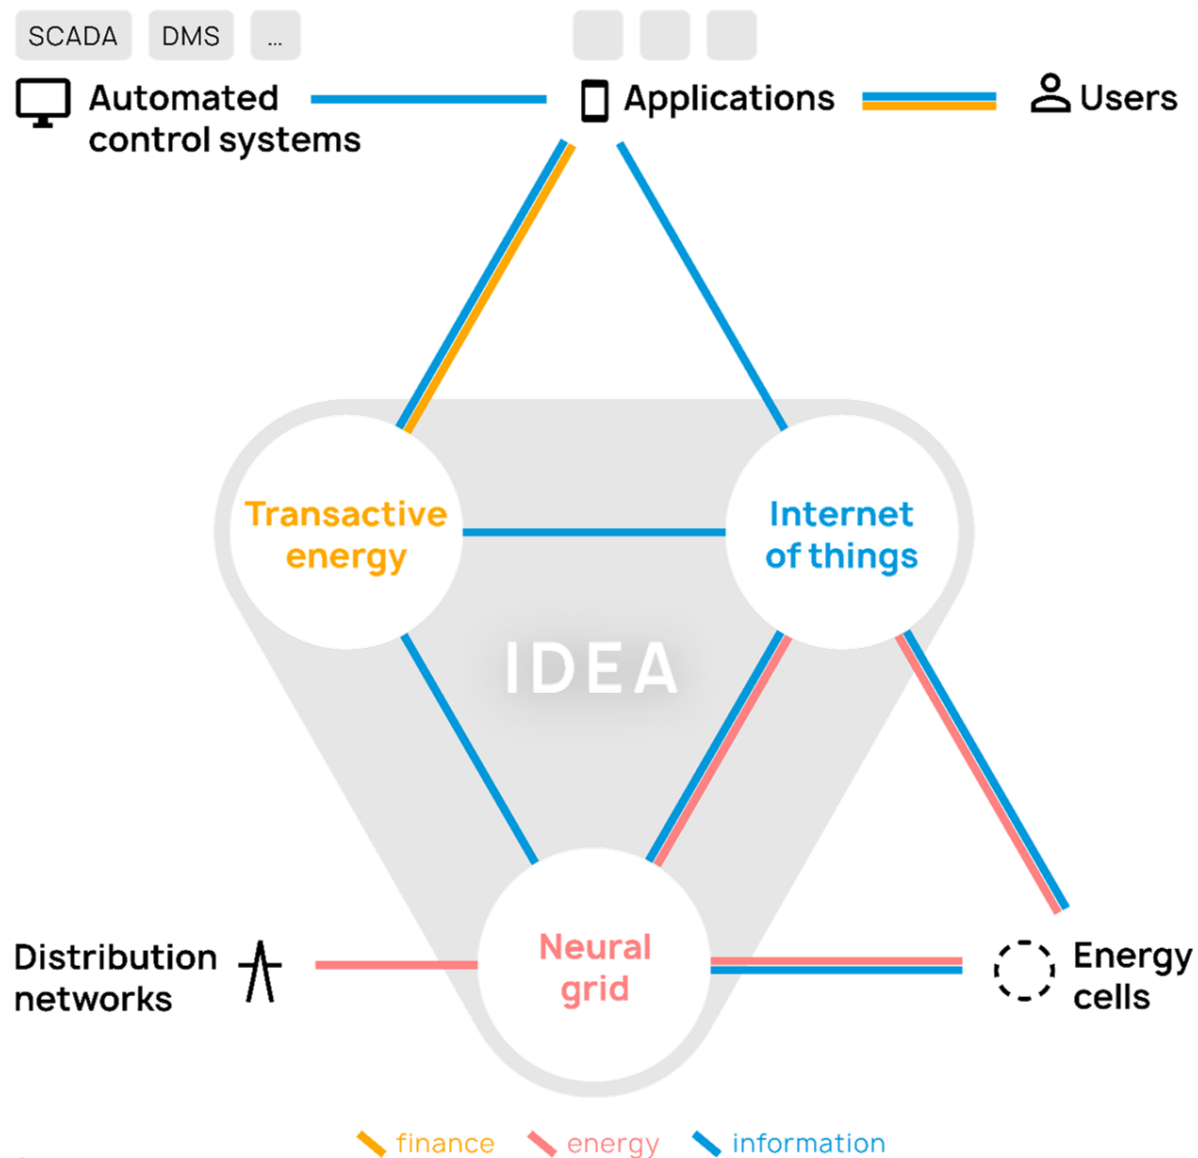 SCADA DMS ...
Automated
control systems
Applications
Users
Transactive
energy
Internet
of things
IDEA
Neural
grid
Distribution
networks
Energy
cells
finance energy information